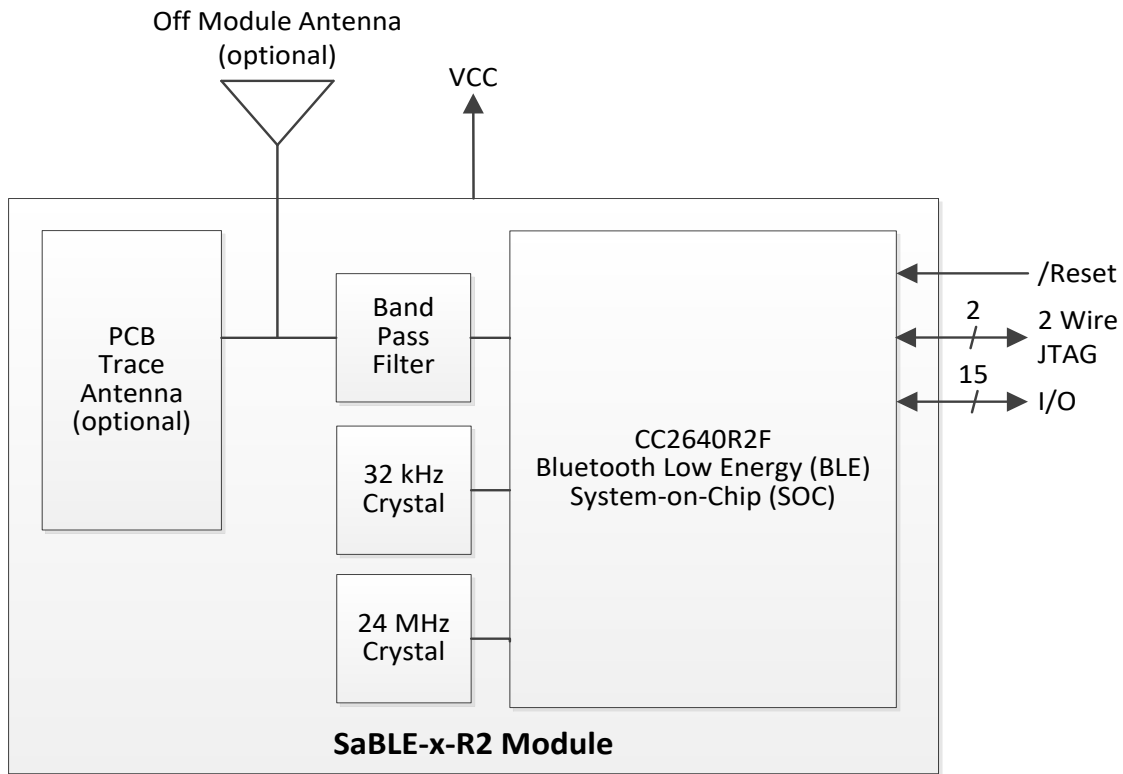 Off Module Antenna
(optional)
VCC
PCB
Trace
Antenna
(optional)
Band
Pass
Filter
32 kHz
Crystal
24 MHz
Crystal
CC2640R2F
Bluetooth Low Energy (BLE)
System-on-Chip (SOC)
/Reset
2
2 Wire
JTAG
15
I/O
SaBLE-x-R2 Module